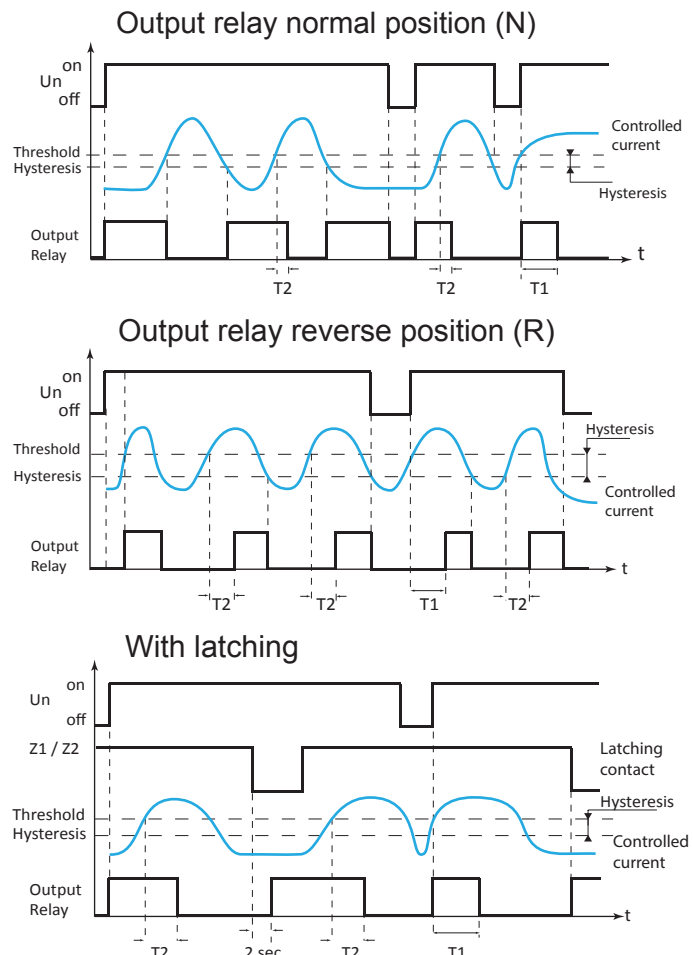 Output relay normal position (N)
on
Un
off
Controlled
current
Threshold
Hysteresis
Hysteresis
Output
Relay
t
T2
T2
T1
Output relay reverse position (R)
on
Un
off
Hysteresis
Threshold
Hysteresis
Controlled
current
Output
Relay
t
T2
T2
T1
T2
With latching
on
Un
off
Z1 / Z2
Latching
contact
Hysteresis
Threshold
Hysteresis
Controlled
current
Output
Relay
t
T2
2 sec
T2
T1